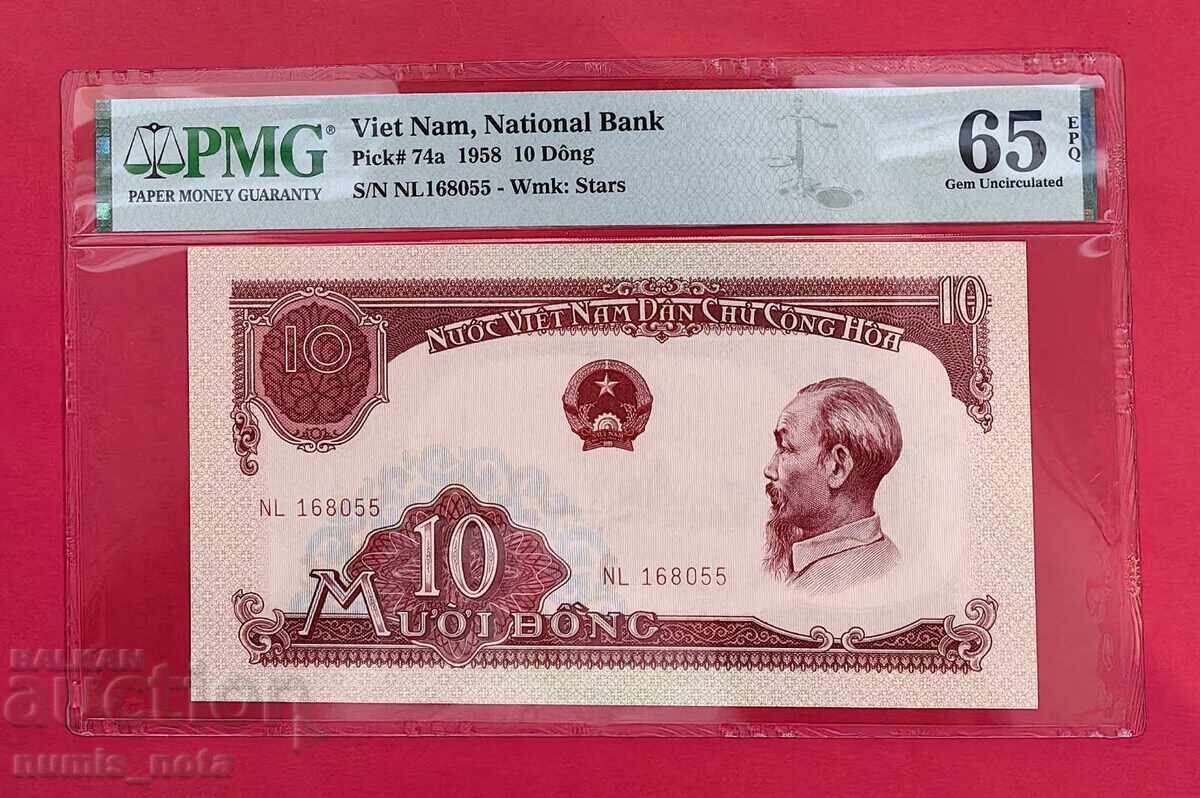 PMG®
PAPER MONEY GUARANTY
Viet Nam, National Bank
Pick# 74a 1958 10 Dông
S/N NL168055 - Wmk: Stars
65 EPQ
Gem Uncirculated
10
NƯỚC VIỆT NAM DÂN CHỦ CỘNG HÒA
10
VIỆT NAM
NL 168055
10
NL 168055
MƯỜI ĐỒNG
BALKAN
auction
numis_nota